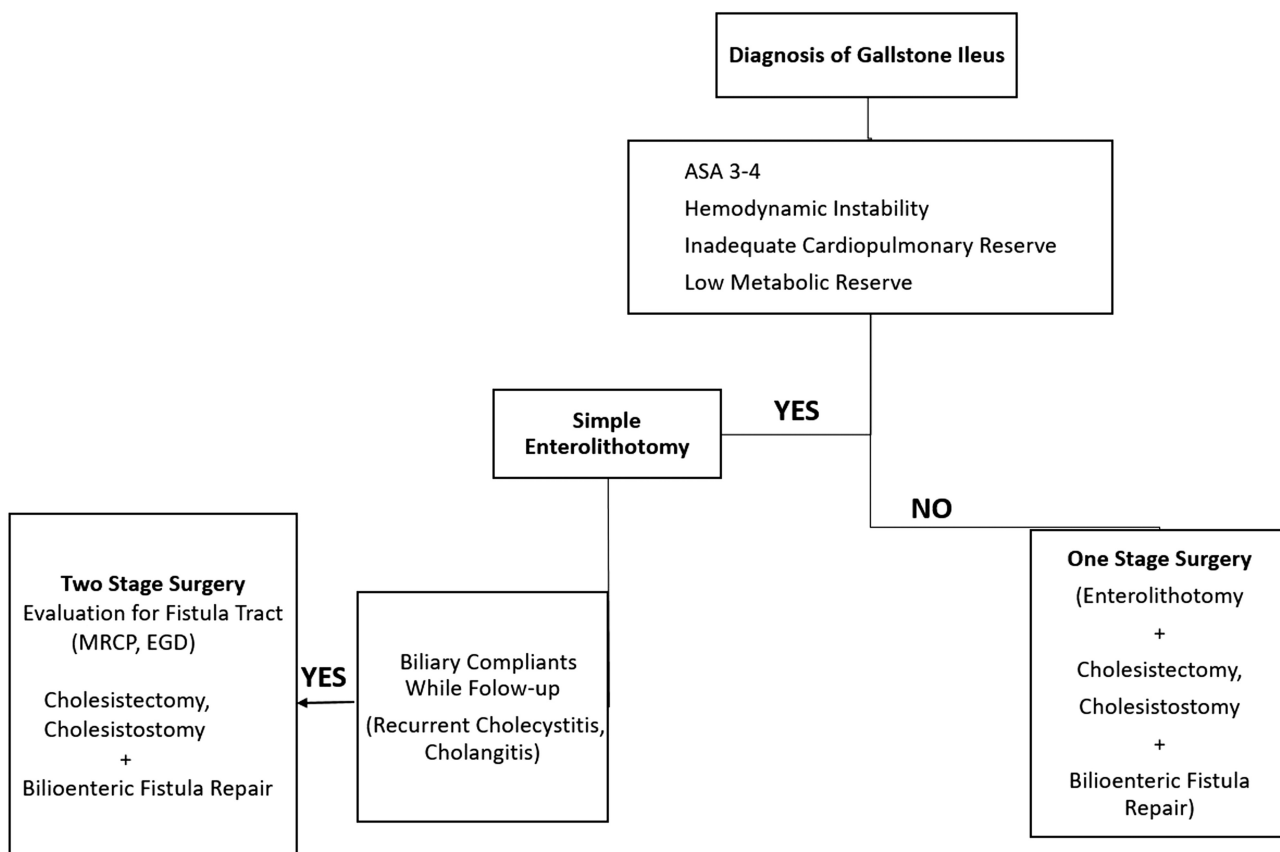 Diagnosis of Gallstone Ileus
ASA 3-4
Hemodynamic Instability
Inadequate Cardiopulmonary Reserve
Low Metabolic Reserve
YES
Simple
Enterolithotomy
NO
One Stage Surgery
(Enterolithotomy
+
Cholesistectomy,
Cholesistostomy
+
Bilioenteric Fistula
Repair)
Biliary Compliants
While Folow-up
(Recurrent Cholecystitis,
Cholangitis)
YES
Two Stage Surgery
Evaluation for Fistula Tract
(MRCP, EGD)
Cholesistectomy,
Cholesistostomy
+
Bilioenteric Fistula Repair